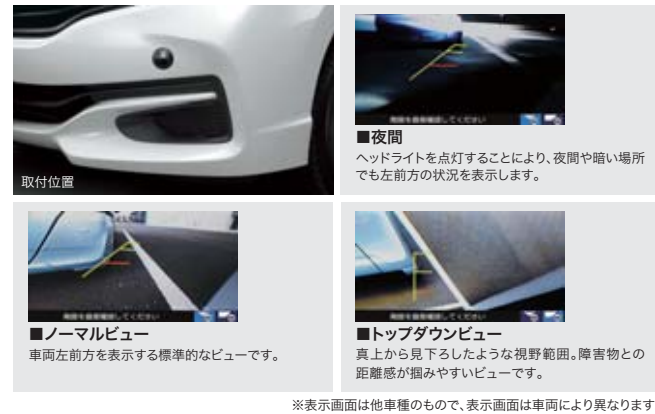 取付位置
■夜間
ヘッドライトを点灯することにより、夜間や暗い場所
でも左前方の状況を表示します。
■ノーマルビュー
車両左前方を表示する標準的なビューです。
■トップダウンビュー
真上から見下ろしたような視野範囲。障害物との
距離感が掴みやすいビューです。
※表示画面は他車種のもので、表示画面は車両により異なります